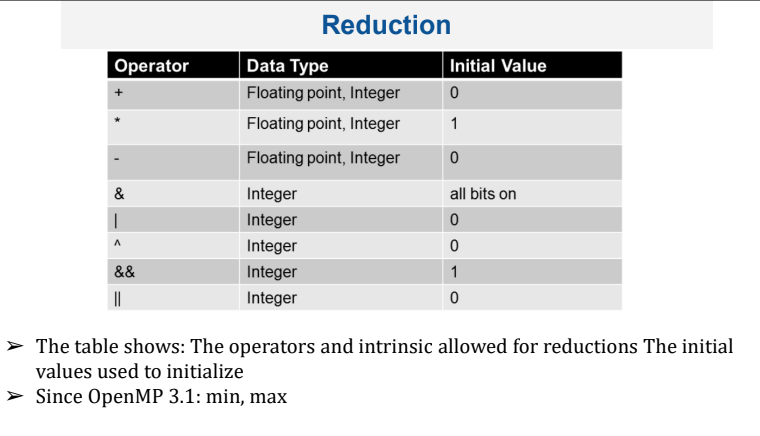 Reduction
Operator Data Type Initial Value
+ Floating point, Integer 0
* Floating point, Integer 1
- Floating point, Integer 0
& Integer all bits on
| Integer 0
^ Integer 0
&& Integer 1
|| Integer 0
➢ The table shows: The operators and intrinsic allowed for reductions The initial
values used to initialize
➢ Since OpenMP 3.1: min, max